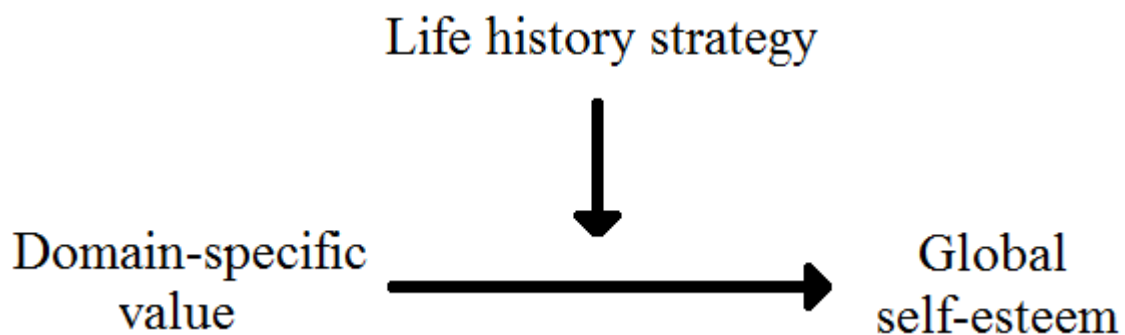 Life history strategy
Domain-specific
value
Global
self-esteem